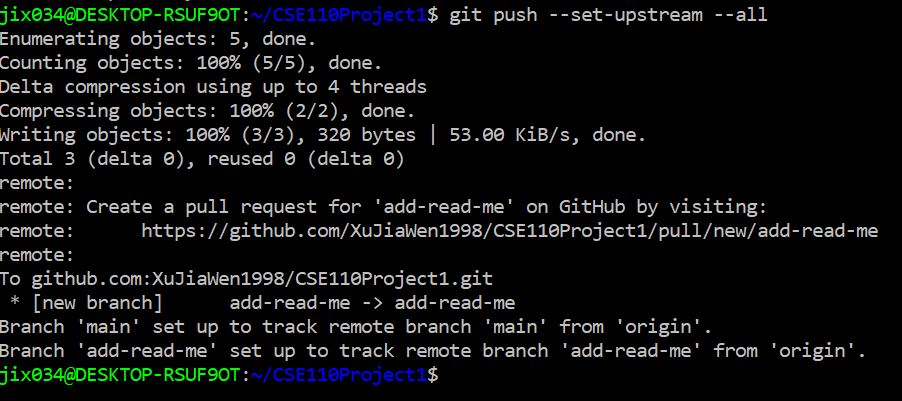 jix034@DESKTOP-RSUF9OT:~/CSE110Project1$ git push --set-upstream --all
Enumerating objects: 5, done.
Counting objects: 100% (5/5), done.
Delta compression using up to 4 threads
Compressing objects: 100% (2/2), done.
Writing objects: 100% (3/3), 320 bytes | 53.00 KiB/s, done.
Total 3 (delta 0), reused 0 (delta 0)
remote:
remote: Create a pull request for 'add-read-me' on GitHub by visiting:
remote:      https://github.com/XuJiaWen1998/CSE110Project1/pull/new/add-read-me
remote:
To github.com:XuJiaWen1998/CSE110Project1.git
 * [new branch]      add-read-me -> add-read-me
Branch 'main' set up to track remote branch 'main' from 'origin'.
Branch 'add-read-me' set up to track remote branch 'add-read-me' from 'origin'.
jix034@DESKTOP-RSUF9OT:~/CSE110Project1$